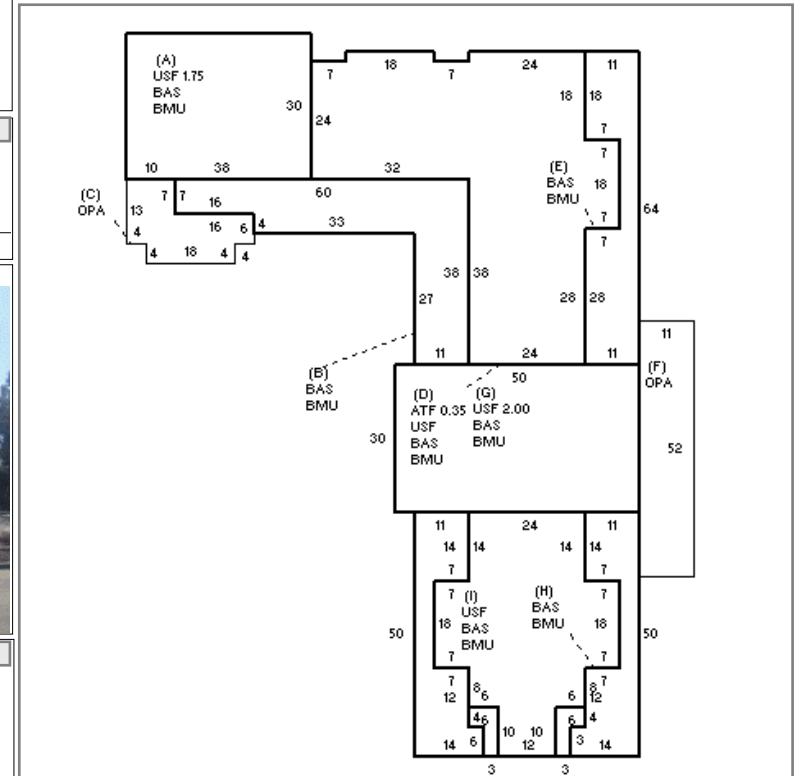 (A)
USF 1.75
BAS
BMU
18
24
11
7
7
30
24
18
18
7
7
10
38
32
(E)
BAS
BMU
18
(C)
OPA
13
7
7
16
60
64
4
16
6
4
33
7
7
4
18
4
4
38
38
27
28
28
11
(B)
BAS
BMU
11
24
11
50
(F)
OPA
(D)
ATF 0.35
USF
BAS
BMU
(G)
USF 2.00
BAS
BMU
30
52
11
24
11
14
14
14
14
7
7
7
7
(I)
USF
BAS
BMU
(H)
BAS
BMU
50
18
18
50
7
7
7
7
12
8
6
6
8
12
4
6
6
4
14
6
10
10
3
14
12
3
3